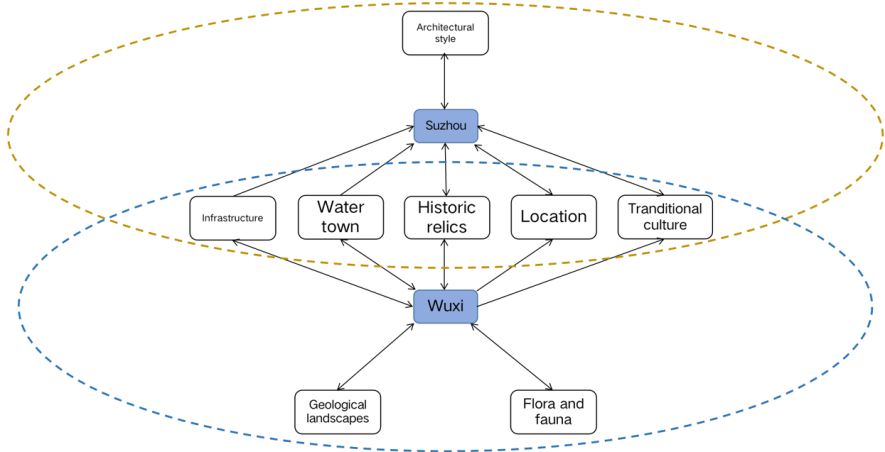 Architectural
style
Suzhou
Infrastructure
Water
town
Historic
relics
Location
Tranditional
culture
Wuxi
Geological
landscapes
Flora and
fauna